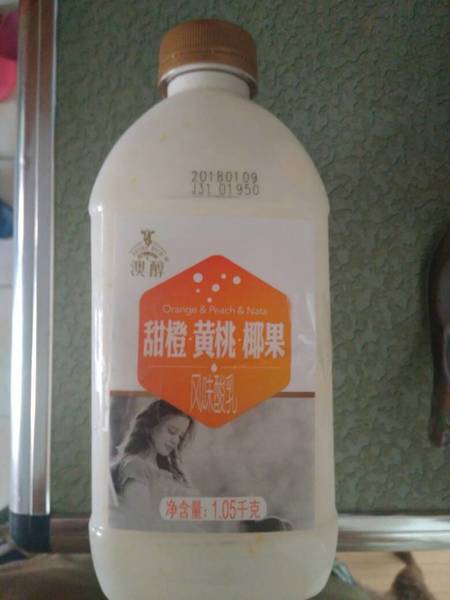 20180109
J31 01950
澳醇
Orange & Peach & Nata
甜橙·黄桃·椰果
风味酸乳
净含量：1.05千克